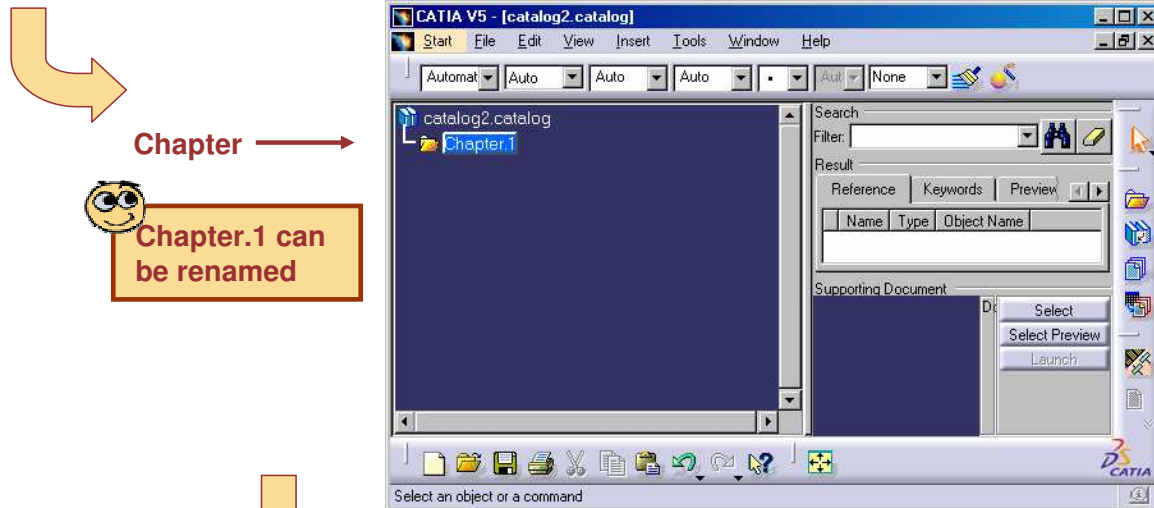 CATIA V5 - [catalog2.catalog]
Start File Edit View Insert Tools Window Help
Automat Auto Auto Auto Aut None
catalog2.catalog
Chapter.1
Search
Filter:
Result
Reference Keywords Preview
Name Type Object Name
Supporting Document
Do
Select
Select Preview
Launch
Chapter
Chapter.1 can
be renamed
CATIA
Select an object or a command